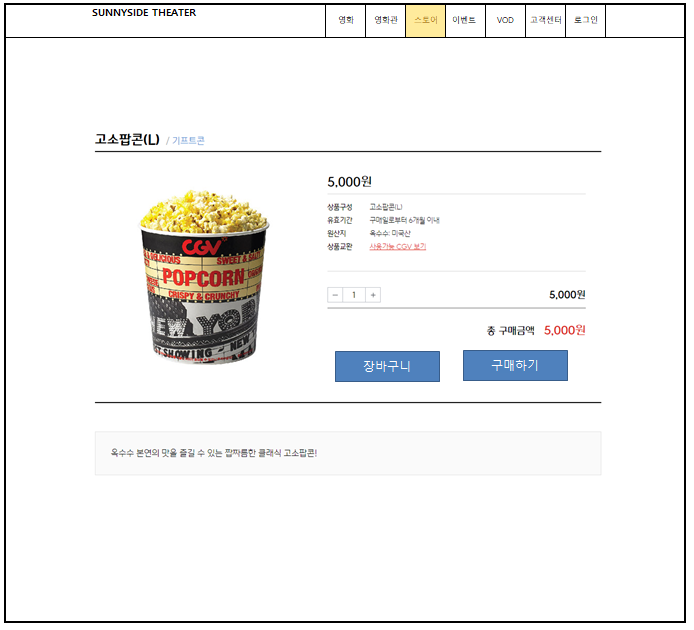 SUNNYSIDE THEATER
영화 영화관 스토어 이벤트 VOD 고객센터 로그인
고소팝콘(L) / 기프트콘
5,000원
상품구성 고소팝콘(L)
유효기간 구매일로부터 6개월 이내
원산지 옥수수: 미국산
상품교환 사용가능 CGV 보기
CGV
DELICIOUS SWEET &
POPCORN
CRISPY & CRUNCHY
NEW YOR
SHOWING - NEW
− 1 + 5,000원
총 구매금액 5,000원
장바구니 구매하기
옥수수 본연의 맛을 즐길 수 있는 짭짜름한 클래식 고소팝콘!